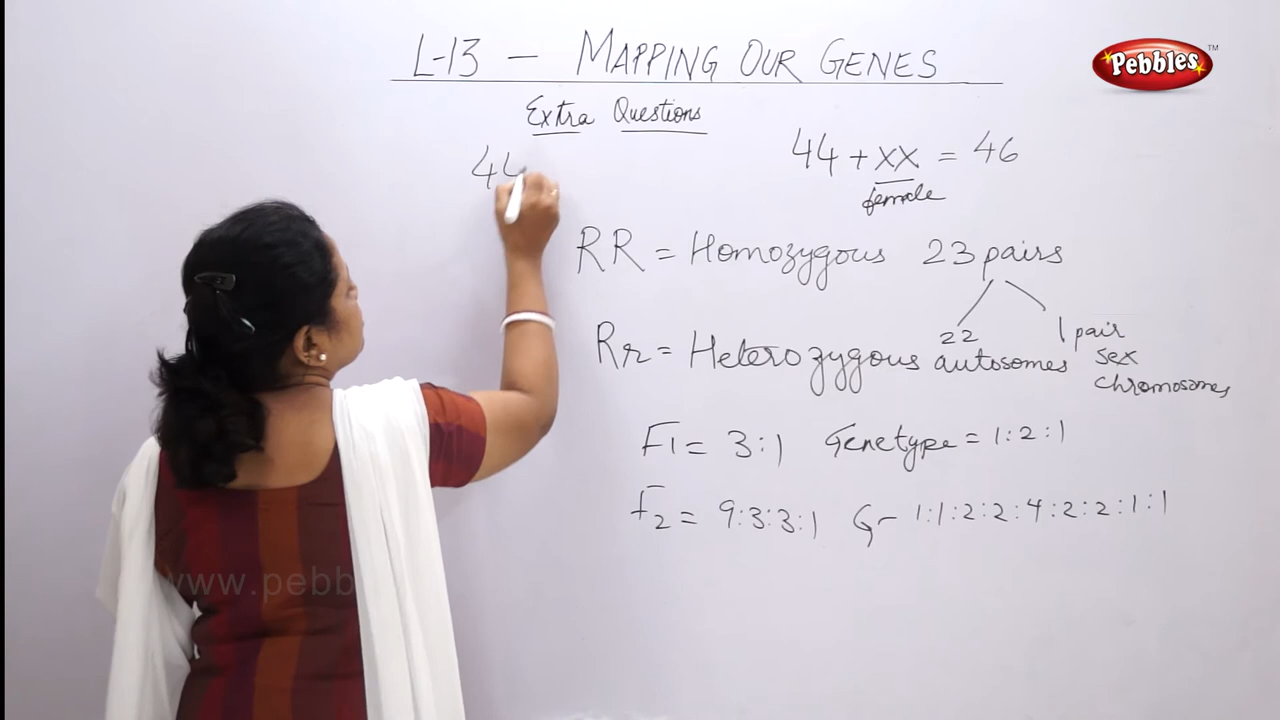 L-13 — MAPPING OUR GENES
Pebbles™
Extra Questions
44
44 + XX = 46
female
RR = Homozygous 23 pairs
Rr = Heterozygous 22 autosomes
1 pair sex chromosomes
F1 = 3:1 Genetype = 1:2:1
F2 = 9:3:3:1 G- 1:1:2:2:4:2:2:1:1
www.pebb